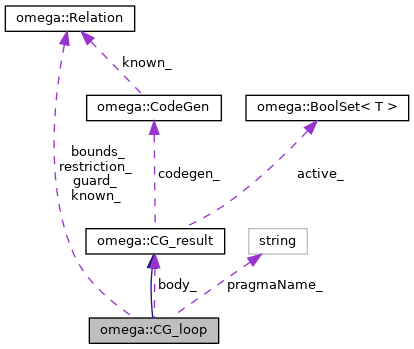 omega::Relation
known_
omega::CodeGen
omega::BoolSet< T >
bounds_
restriction_
guard_
known_
codegen_
active_
omega::CG_result
string
body_
pragmaName_
omega::CG_loop